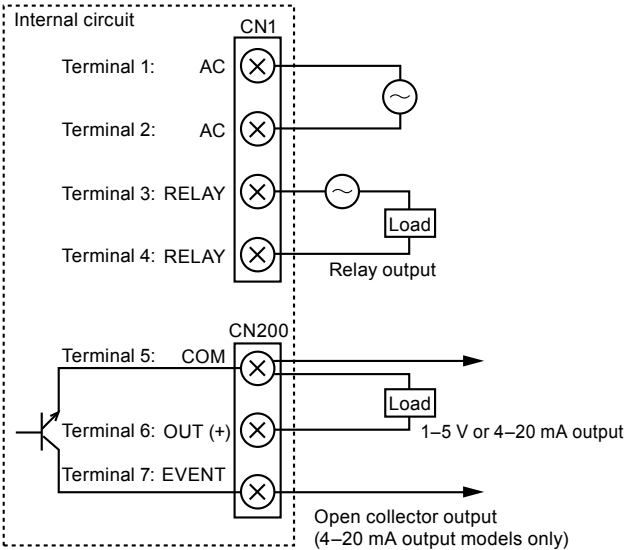 Internal circuit
CN1
Terminal 1: AC
Terminal 2: AC
Terminal 3: RELAY
Terminal 4: RELAY
Load
Relay output
CN200
Terminal 5: COM
Load
Terminal 6: OUT (+)
1–5 V or 4–20 mA output
Terminal 7: EVENT
Open collector output
(4–20 mA output models only)